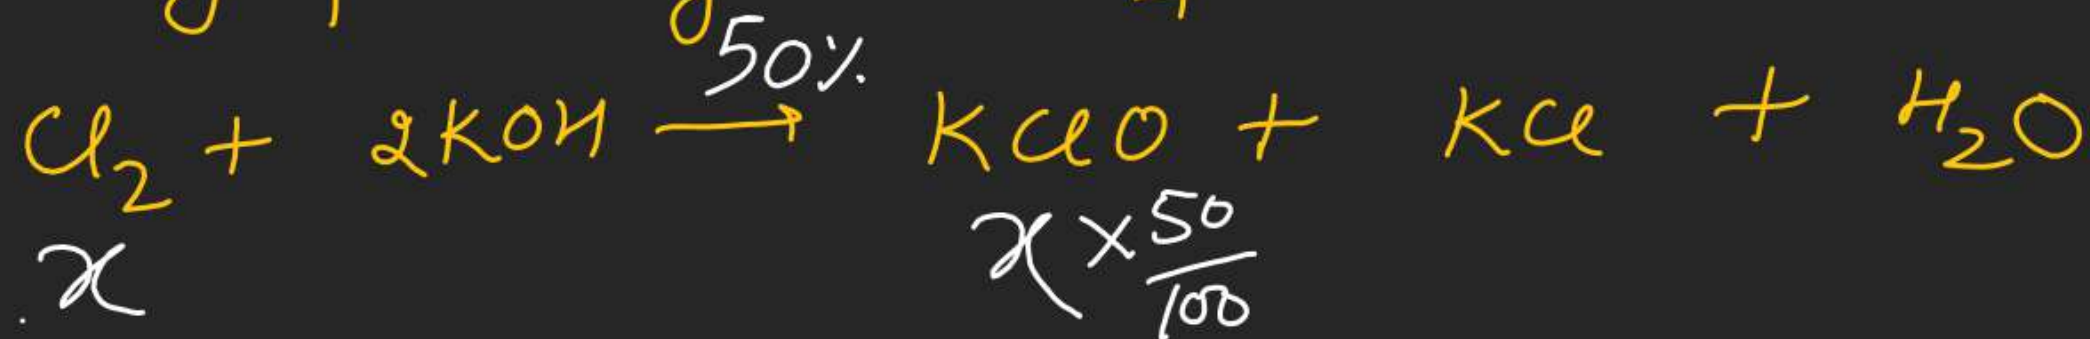 50%
Cl₂ + 2KOH → KClO + KCl + H₂O
x x × 50/100